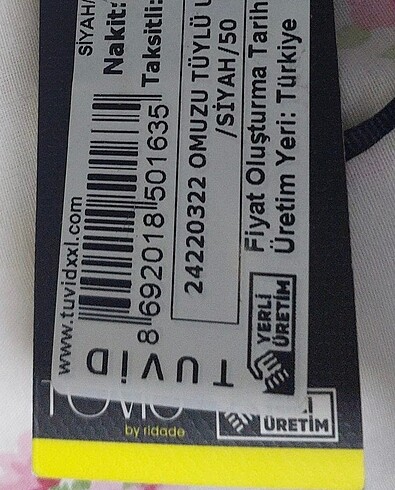 www.tuvidxxl.com
SİYAH/
Nakit:
Taksitli:
8 692018 501635
24220322 OMUZU TÜYLÜ
/SİYAH/50
TUVİD
Fiyat Oluşturma Tarih
Üretim Yeri: Türkiye
YERLİ
ÜRETİM
by ridade
ÜRETİM